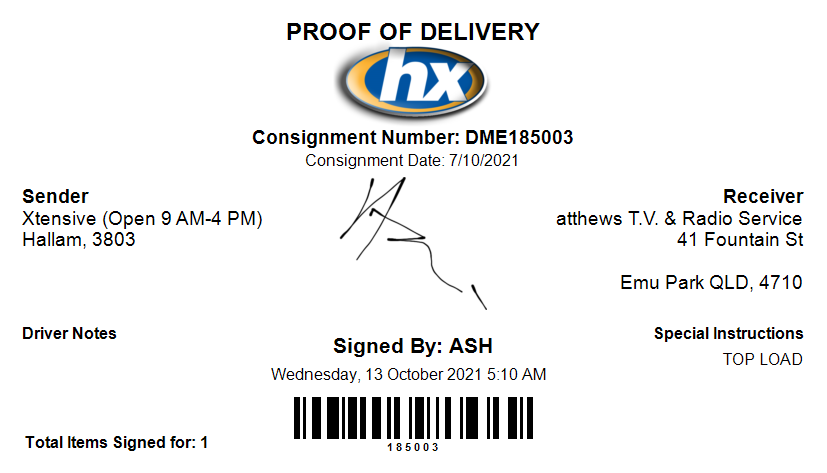 PROOF OF DELIVERY
hx
Consignment Number: DME185003
Consignment Date: 7/10/2021
Sender
Xtensive (Open 9 AM-4 PM)
Hallam, 3803
Receiver
atthews T.V. & Radio Service
41 Fountain St
Emu Park QLD, 4710
Driver Notes
Special Instructions
TOP LOAD
Signed By: ASH
Wednesday, 13 October 2021 5:10 AM
185003
Total Items Signed for: 1